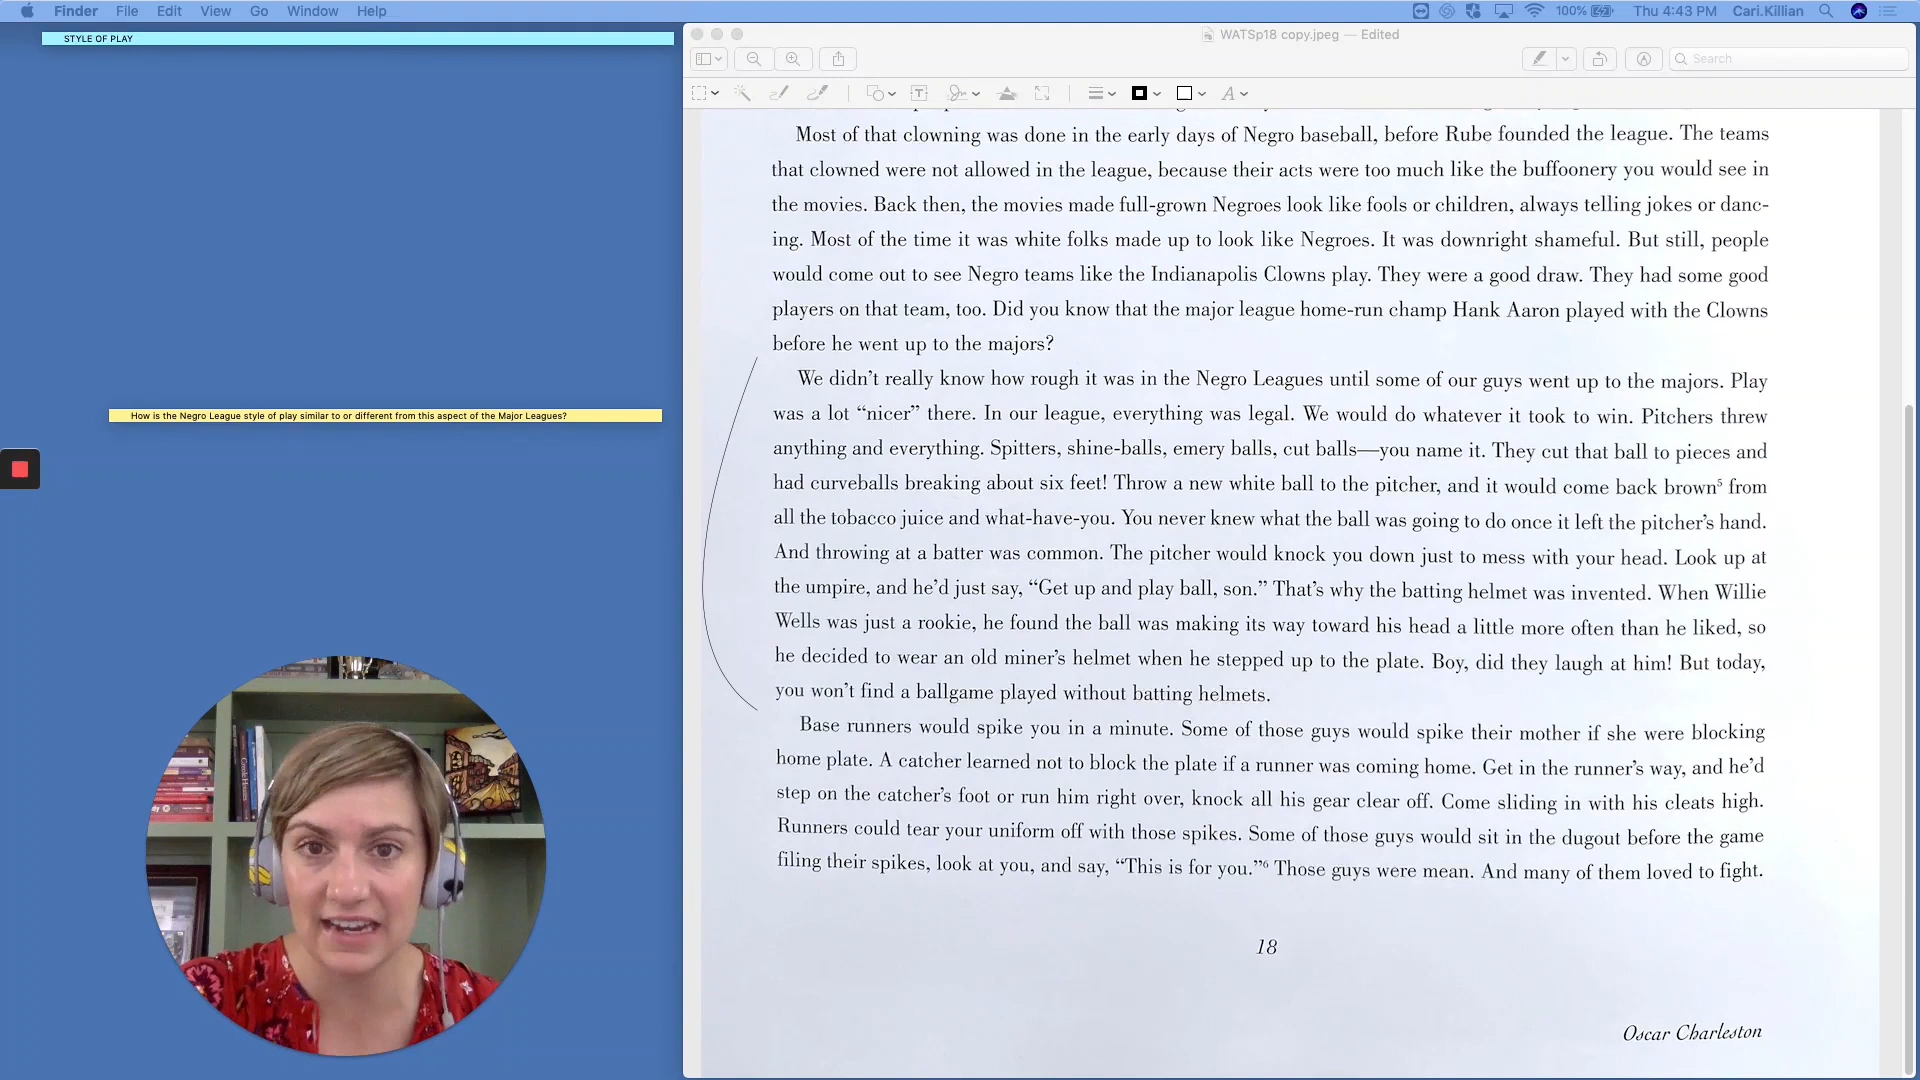 Finder File Edit View Go Window Help 100% Thu 4:43 PM Cari.Killian
STYLE OF PLAY
WATSp18 copy.jpeg — Edited
Search
Most of that clowning was done in the early days of Negro baseball, before Rube founded the league. The teams
that clowned were not allowed in the league, because their acts were too much like the buffoonery you would see in
the movies. Back then, the movies made full-grown Negroes look like fools or children, always telling jokes or danc-
ing. Most of the time it was white folks made up to look like Negroes. It was downright shameful. But still, people
would come out to see Negro teams like the Indianapolis Clowns play. They were a good draw. They had some good
players on that team, too. Did you know that the major league home-run champ Hank Aaron played with the Clowns
before he went up to the majors?
We didn’t really know how rough it was in the Negro Leagues until some of our guys went up to the majors. Play
was a lot “nicer” there. In our league, everything was legal. We would do whatever it took to win. Pitchers threw
anything and everything. Spitters, shine-balls, emery balls, cut balls—you name it. They cut that ball to pieces and
had curveballs breaking about six feet! Throw a new white ball to the pitcher, and it would come back brown⁵ from
all the tobacco juice and what-have-you. You never knew what the ball was going to do once it left the pitcher’s hand.
And throwing at a batter was common. The pitcher would knock you down just to mess with your head. Look up at
the umpire, and he’d just say, “Get up and play ball, son.” That’s why the batting helmet was invented. When Willie
Wells was just a rookie, he found the ball was making its way toward his head a little more often than he liked, so
he decided to wear an old miner’s helmet when he stepped up to the plate. Boy, did they laugh at him! But today,
you won’t find a ballgame played without batting helmets.
Base runners would spike you in a minute. Some of those guys would spike their mother if she were blocking
home plate. A catcher learned not to block the plate if a runner was coming home. Get in the runner’s way, and he’d
step on the catcher’s foot or run him right over, knock all his gear clear off. Come sliding in with his cleats high.
Runners could tear your uniform off with those spikes. Some of those guys would sit in the dugout before the game
filing their spikes, look at you, and say, “This is for you.”⁶ Those guys were mean. And many of them loved to fight.
18
Oscar Charleston
How is the Negro League style of play similar to or different from this aspect of the Major Leagues?